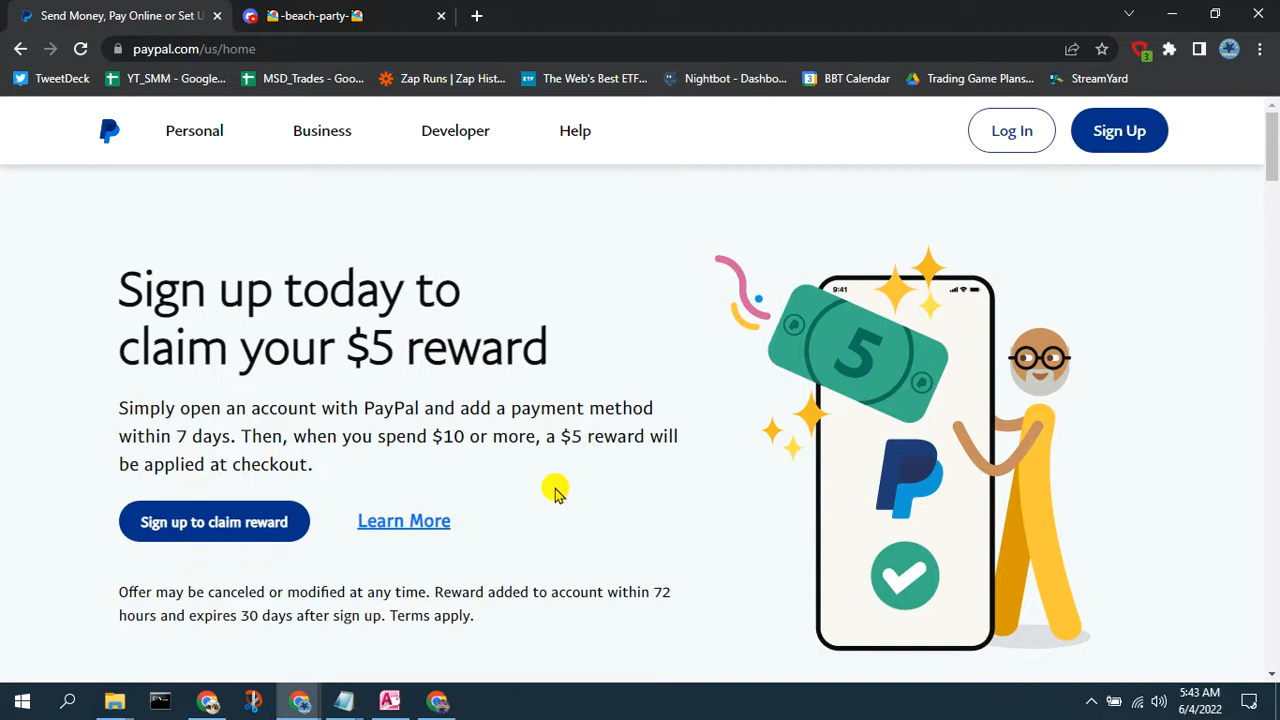 Send Money, Pay Online or Set U
-beach-party-
paypal.com/us/home
3
TweetDeck
YT_SMM - Google...
MSD_Trades - Goo...
Zap Runs | Zap Hist...
ETF
The Web's Best ETF...
Nightbot - Dashbo...
3
BBT Calendar
Trading Game Plans...
StreamYard
Personal
Business
Developer
Help
Log In
Sign Up
Sign up today to
claim your $5 reward
Simply open an account with PayPal and add a payment method
within 7 days. Then, when you spend $10 or more, a $5 reward will
be applied at checkout.
Sign up to claim reward
Learn More
Offer may be canceled or modified at any time. Reward added to account within 72
hours and expires 30 days after sign up. Terms apply.
9:41
5
5:43 AM
6/4/2022